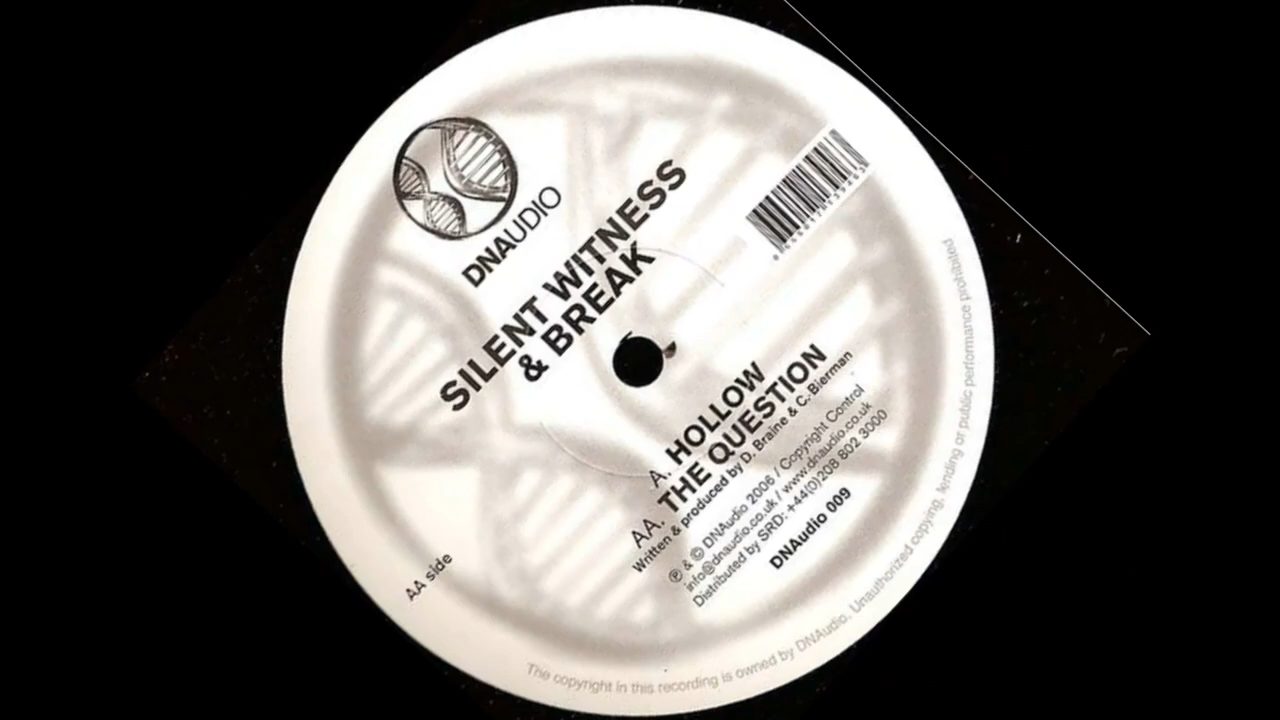 DNAUDIO
SILENT WITNESS
& BREAK
A. HOLLOW
AA. THE QUESTION
Written & produced by D. Braine & C. Bierman
℗ & © DNAudio 2006 / Copyright Control
info@dnaudio.co.uk / www.dnaudio.co.uk
Distributed by SRD: +44(0)208 802 3000
DNAudio 009
AA side
The copyright in this recording is owned by DNAudio. Unauthorized copying, lending or public performance prohibited